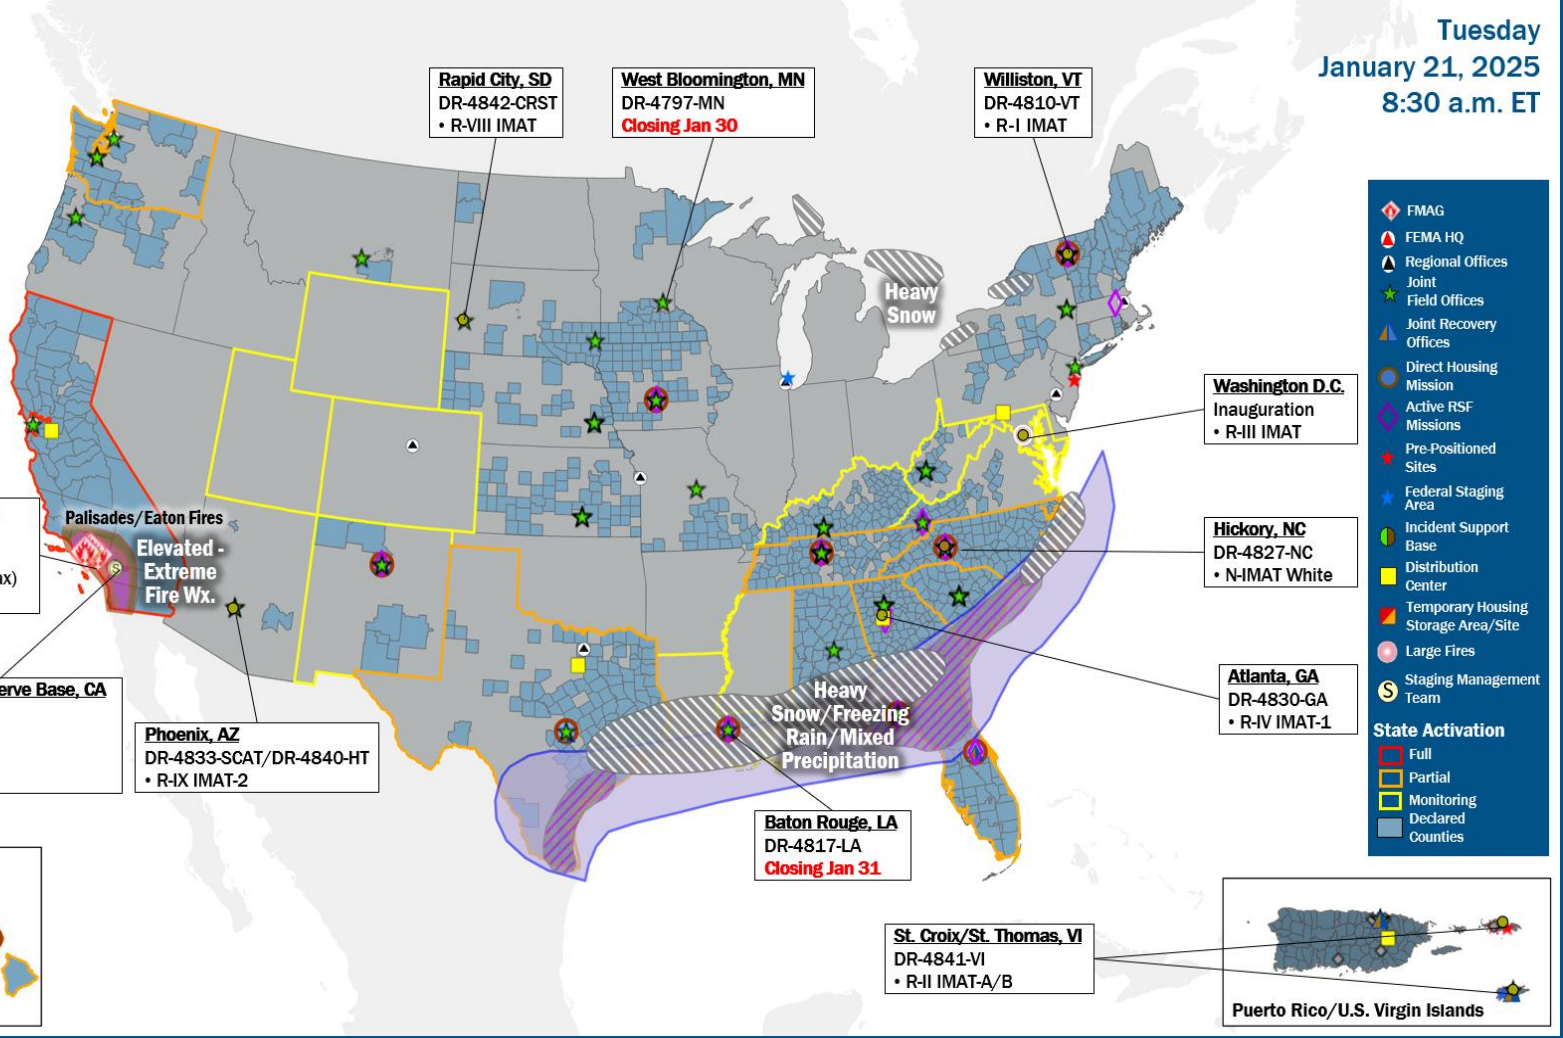 Tuesday
January 21, 2025
8:30 a.m. ET
Rapid City, SD
DR-4842-CRST
• R-VIII IMAT
West Bloomington, MN
DR-4797-MN
Closing Jan 30
Williston, VT
DR-4810-VT
• R-I IMAT
Heavy
Snow
Washington D.C.
Inauguration
• R-III IMAT
Palisades/Eaton Fires
Elevated -
Extreme
Fire Wx.
S
ax)
Hickory, NC
DR-4827-NC
• N-IMAT White
erve Base, CA
Phoenix, AZ
DR-4833-SCAT/DR-4840-HT
• R-IX IMAT-2
Heavy
Snow/Freezing
Rain/Mixed
Precipitation
Atlanta, GA
DR-4830-GA
• R-IV IMAT-1
Baton Rouge, LA
DR-4817-LA
Closing Jan 31
St. Croix/St. Thomas, VI
DR-4841-VI
• R-II IMAT-A/B
Puerto Rico/U.S. Virgin Islands
FMAG
FEMA HQ
Regional Offices
Joint
Field Offices
Joint Recovery
Offices
Direct Housing
Mission
Active RSF
Missions
Pre-Positioned
Sites
Federal Staging
Area
Incident Support
Base
Distribution
Center
Temporary Housing
Storage Area/Site
Large Fires
S
Staging Management
Team
State Activation
Full
Partial
Monitoring
Declared
Counties